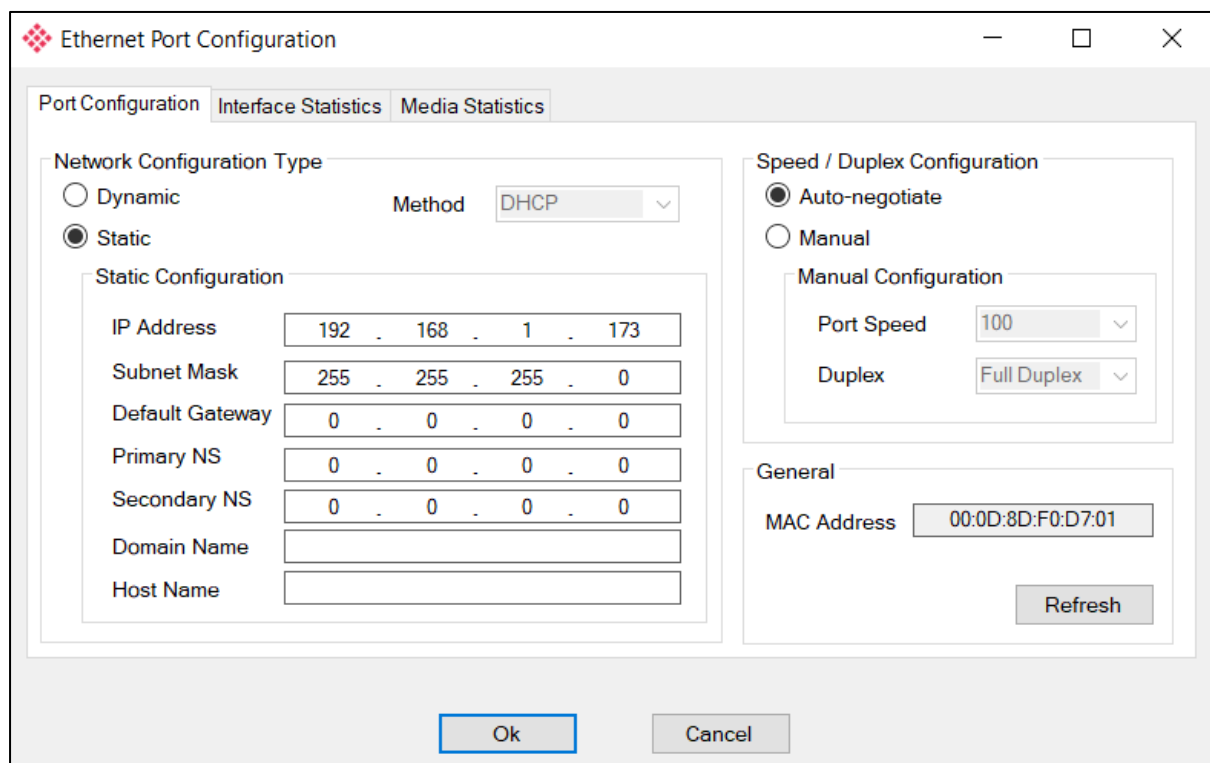 Ethernet Port Configuration
Port Configuration Interface Statistics Media Statistics
Network Configuration Type
Dynamic
Method DHCP
Static
Static Configuration
IP Address 192 . 168 . 1 . 173
Subnet Mask 255 . 255 . 255 . 0
Default Gateway 0 . 0 . 0 . 0
Primary NS 0 . 0 . 0 . 0
Secondary NS 0 . 0 . 0 . 0
Domain Name
Host Name
Speed / Duplex Configuration
Auto-negotiate
Manual
Manual Configuration
Port Speed 100
Duplex Full Duplex
General
MAC Address 00:0D:8D:F0:D7:01
Refresh
Ok Cancel